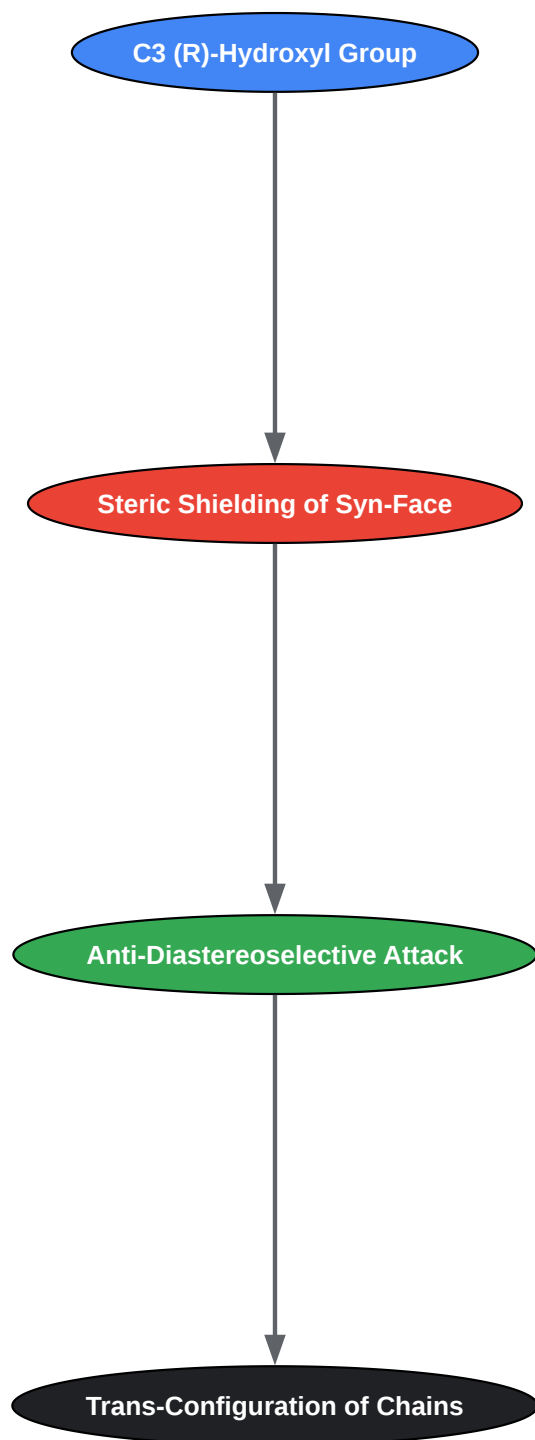 C3 (R)-Hydroxyl Group
Steric Shielding of Syn-Face
Anti-Diastereoselective Attack
Trans-Configuration of Chains